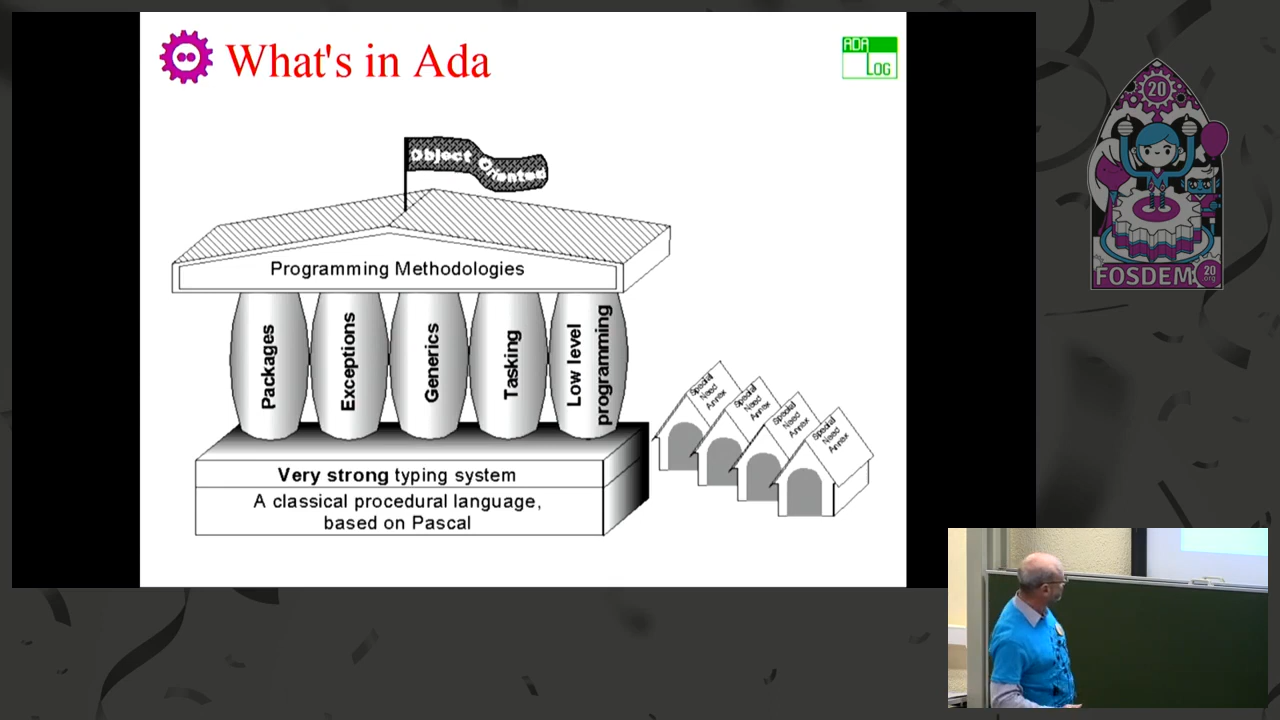 What's in Ada
ADA
LOG
Object Oriented
Programming Methodologies
Packages
Exceptions
Generics
Tasking
Low level
programming
Special
Need
Annex
Special
Need
Annex
Special
Need
Annex
Special
Need
Annex
Very strong typing system
A classical procedural language,
based on Pascal
20
FOSDEM
20
.org